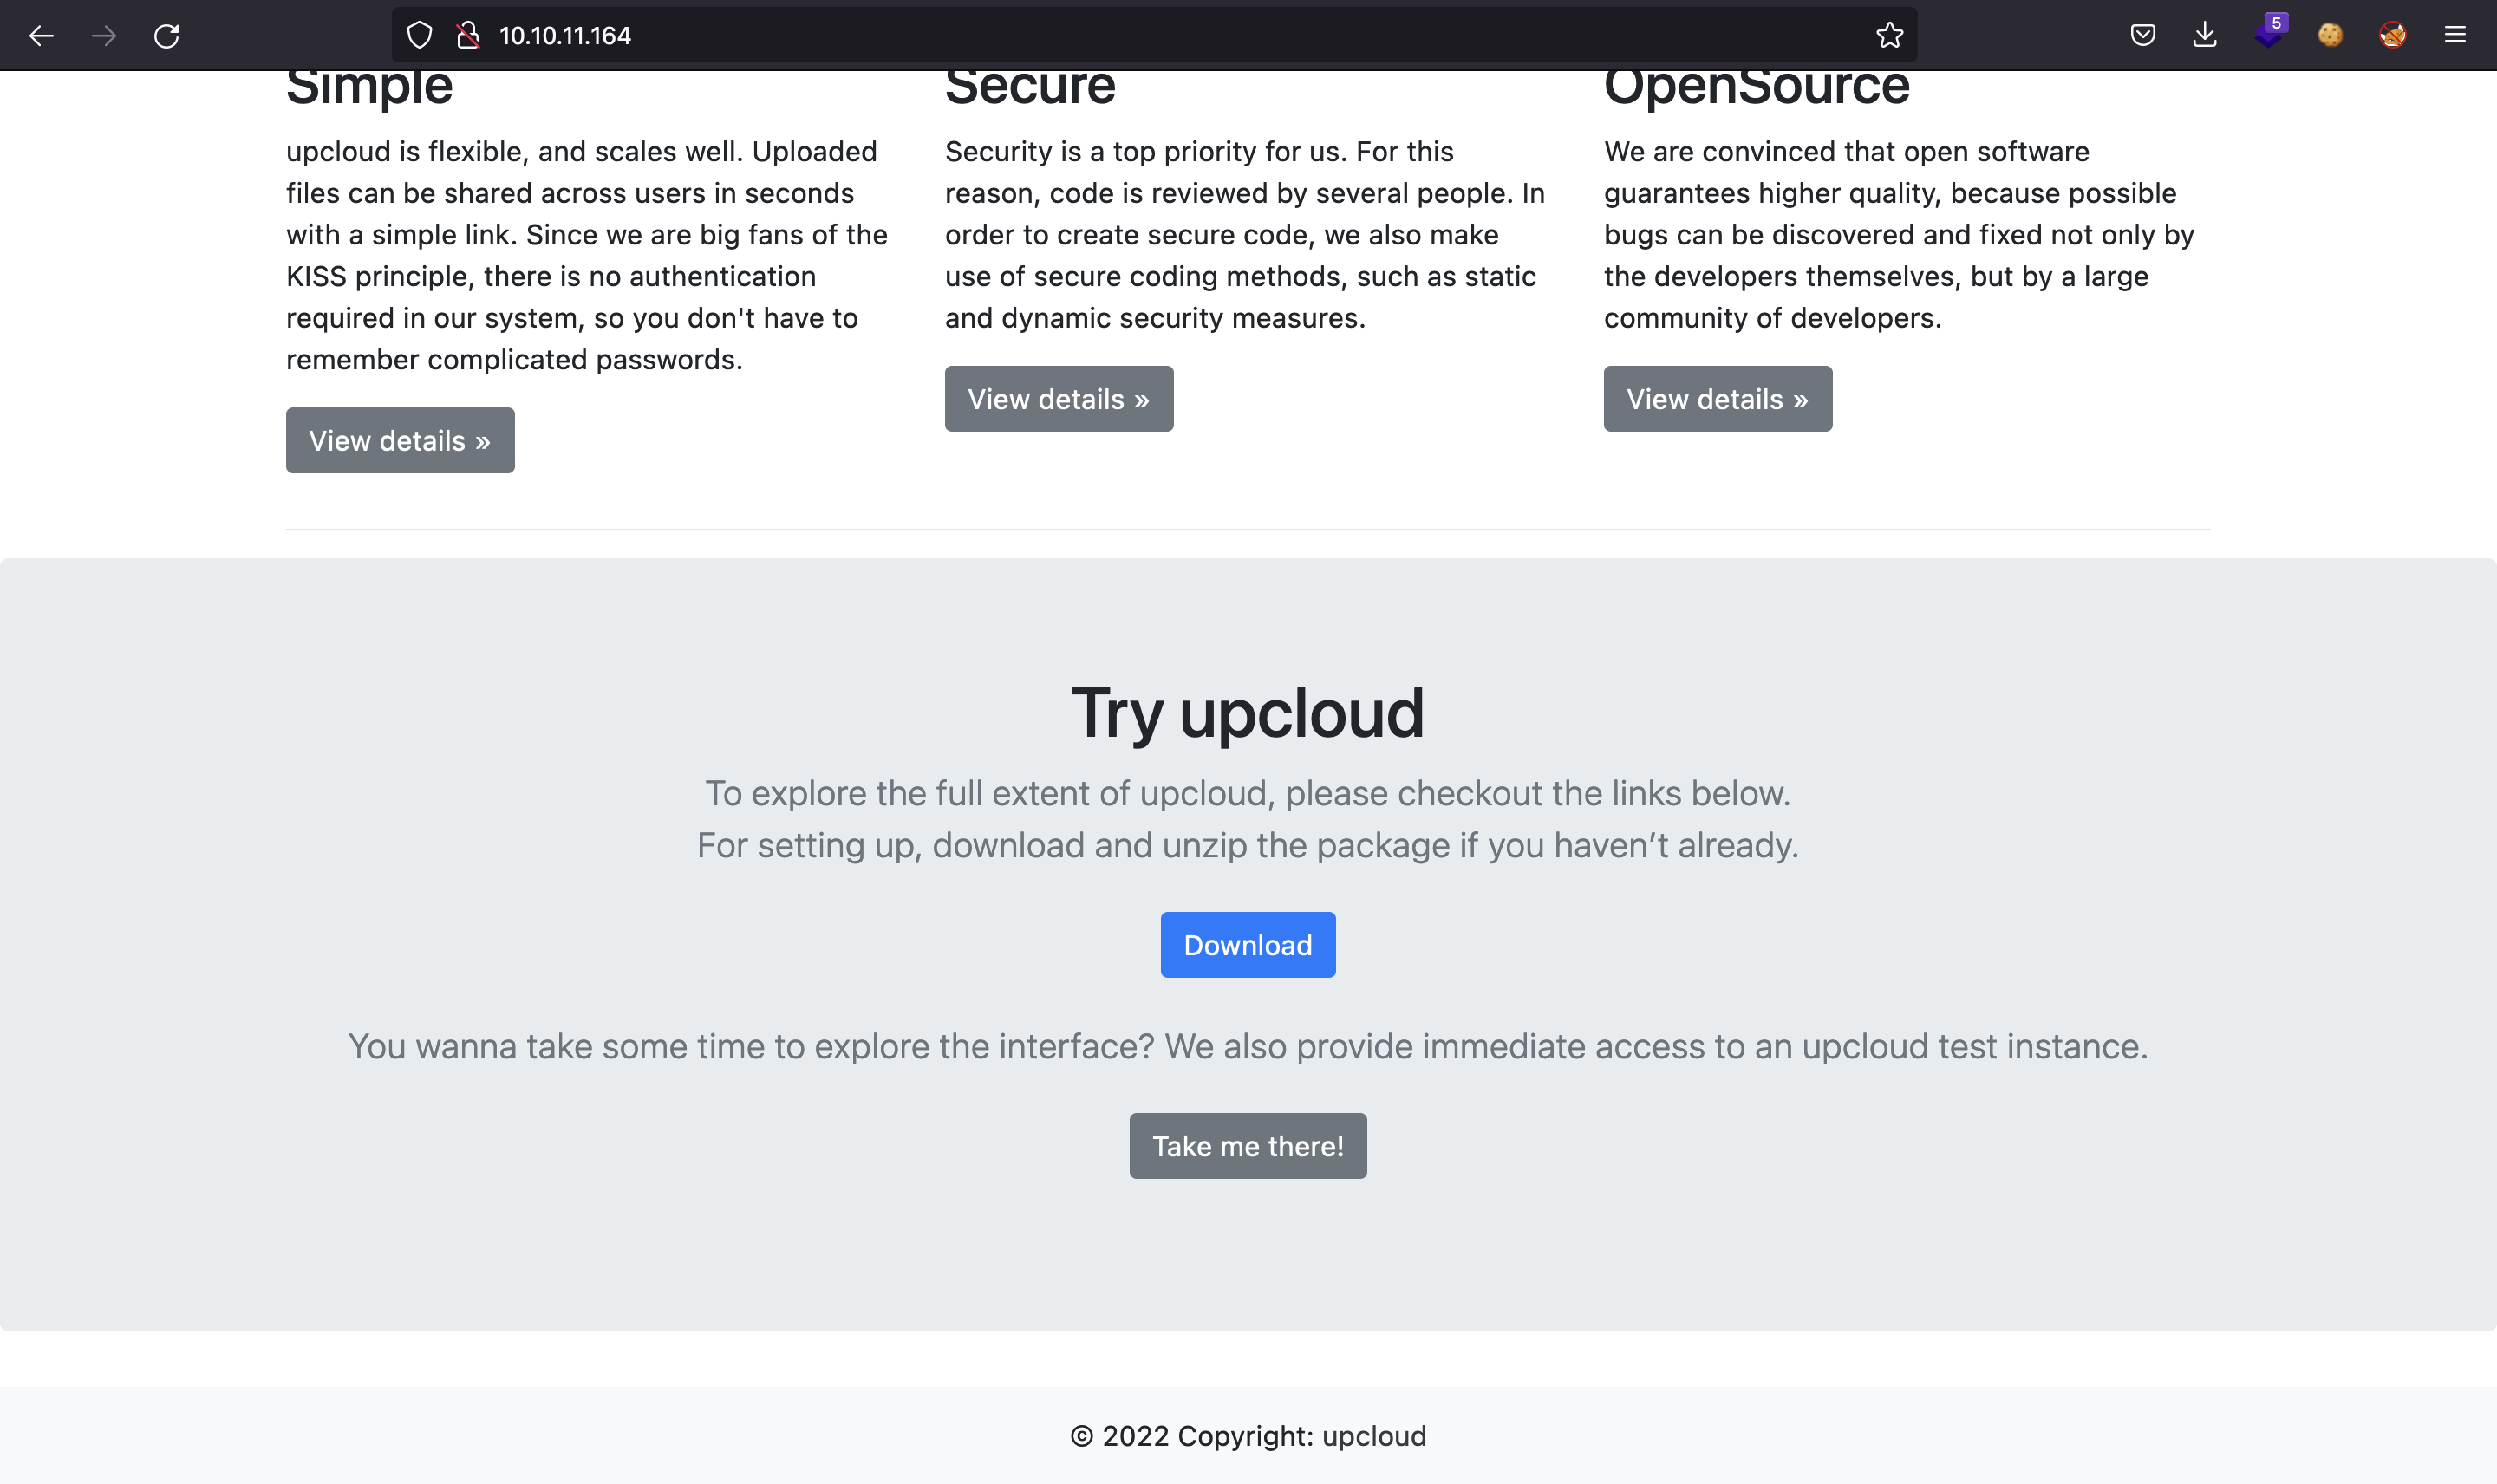 10.10.11.164
5
Simple
upcloud is flexible, and scales well. Uploaded
files can be shared across users in seconds
with a simple link. Since we are big fans of the
KISS principle, there is no authentication
required in our system, so you don't have to
remember complicated passwords.
View details »
Secure
Security is a top priority for us. For this
reason, code is reviewed by several people. In
order to create secure code, we also make
use of secure coding methods, such as static
and dynamic security measures.
View details »
OpenSource
We are convinced that open software
guarantees higher quality, because possible
bugs can be discovered and fixed not only by
the developers themselves, but by a large
community of developers.
View details »
Try upcloud
To explore the full extent of upcloud, please checkout the links below.
For setting up, download and unzip the package if you haven’t already.
Download
You wanna take some time to explore the interface? We also provide immediate access to an upcloud test instance.
Take me there!
© 2022 Copyright: upcloud